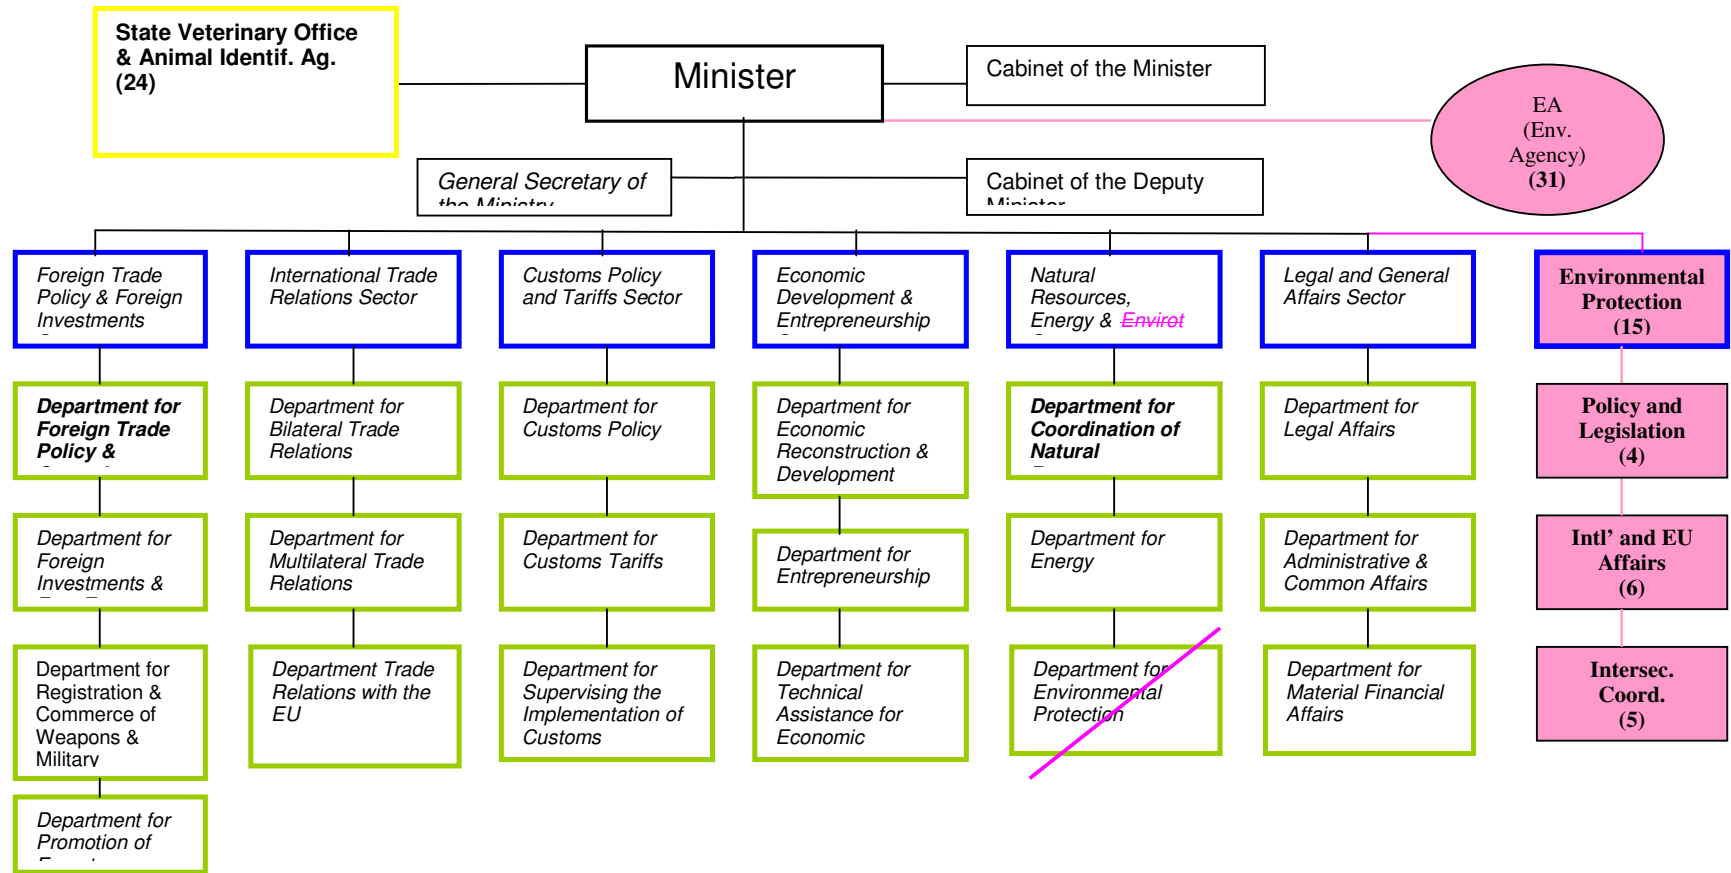 State Veterinary Office
& Animal Identif. Ag.
(24)
Minister
Cabinet of the Minister
EA
(Env.
Agency)
(31)
General Secretary of
the Ministry
Cabinet of the Deputy
Minister
Foreign Trade
Policy & Foreign
Investments
International Trade
Relations Sector
Customs Policy
and Tariffs Sector
Economic
Development &
Entrepreneurship
Natural
Resources,
Energy & Envirot
Legal and General
Affairs Sector
Environmental
Protection
(15)
Department for
Foreign Trade
Policy &
Department for
Bilateral Trade
Relations
Department for
Customs Policy
Department for
Economic
Reconstruction &
Development
Department for
Coordination of
Natural
Department for
Legal Affairs
Policy and
Legislation
(4)
Department for
Foreign
Investments &
Department for
Multilateral Trade
Relations
Department for
Customs Tariffs
Department for
Entrepreneurship
Department for
Energy
Department for
Administrative &
Common Affairs
Intl’ and EU
Affairs
(6)
Department for
Registration &
Commerce of
Weapons &
Military
Department Trade
Relations with the
EU
Department for
Supervising the
Implementation of
Customs
Department for
Technical
Assistance for
Economic
Department for
Environmental
Protection
Department for
Material Financial
Affairs
Intersec.
Coord.
(5)
Department for
Promotion of